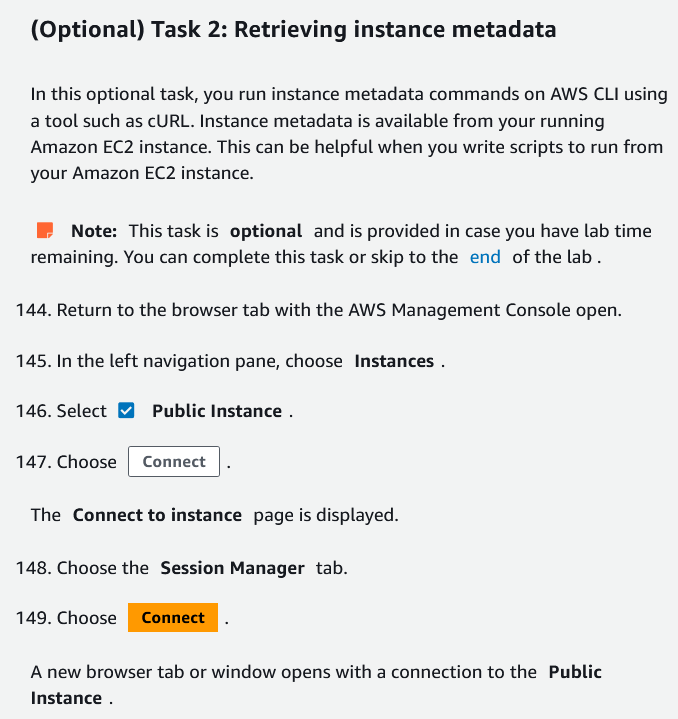 (Optional) Task 2: Retrieving instance metadata
In this optional task, you run instance metadata commands on AWS CLI using
a tool such as cURL. Instance metadata is available from your running
Amazon EC2 instance. This can be helpful when you write scripts to run from
your Amazon EC2 instance.
Note: This task is optional and is provided in case you have lab time
remaining. You can complete this task or skip to the end of the lab .
144. Return to the browser tab with the AWS Management Console open.
145. In the left navigation pane, choose Instances .
146. Select Public Instance .
147. Choose Connect .
The Connect to instance page is displayed.
148. Choose the Session Manager tab.
149. Choose Connect .
A new browser tab or window opens with a connection to the Public
Instance .